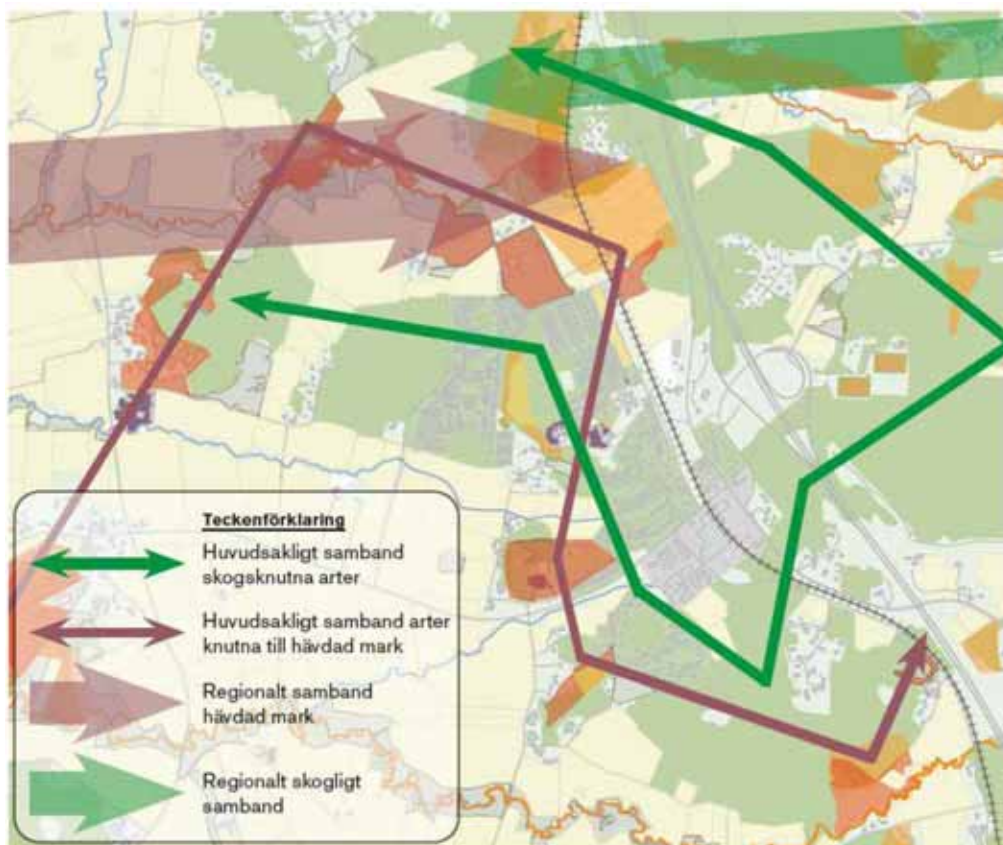 Teckenförklaring
Huvudsakligt samband
skogsknutna arter
Huvudsakligt samband arter
knutna till hävdad mark
Regionalt samband
hävdad mark
Regionalt skogligt
samband